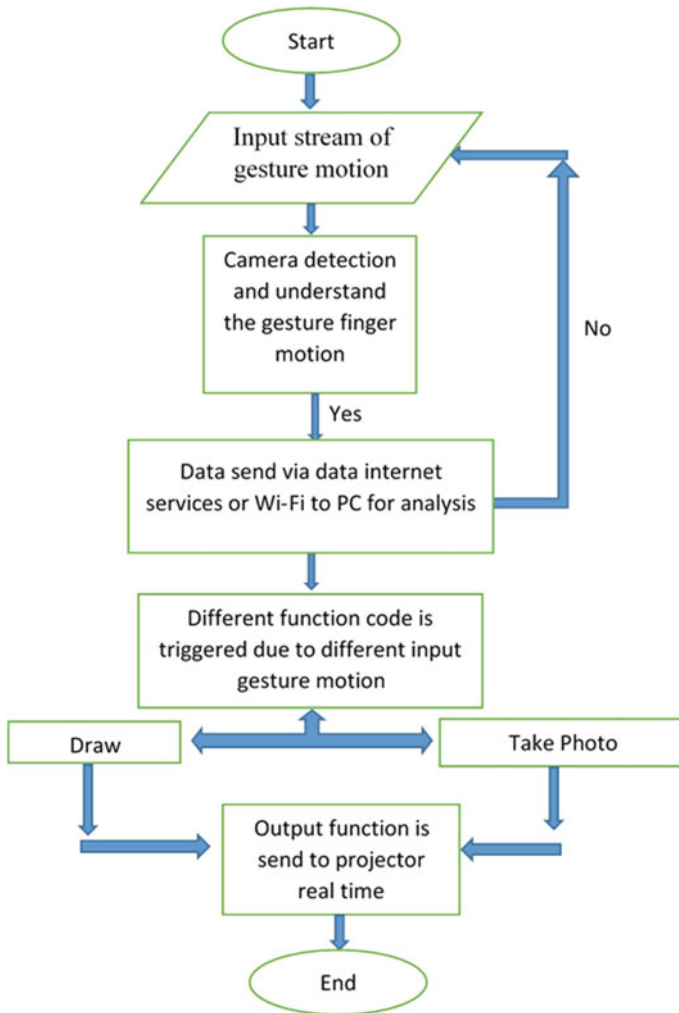 Start
Input stream of
gesture motion
Camera detection
and understand
the gesture finger
motion
No
Yes
Data send via data internet
services or Wi-Fi to PC for analysis
Different function code is
triggered due to different input
gesture motion
Draw
Take Photo
Output function is
send to projector
real time
End